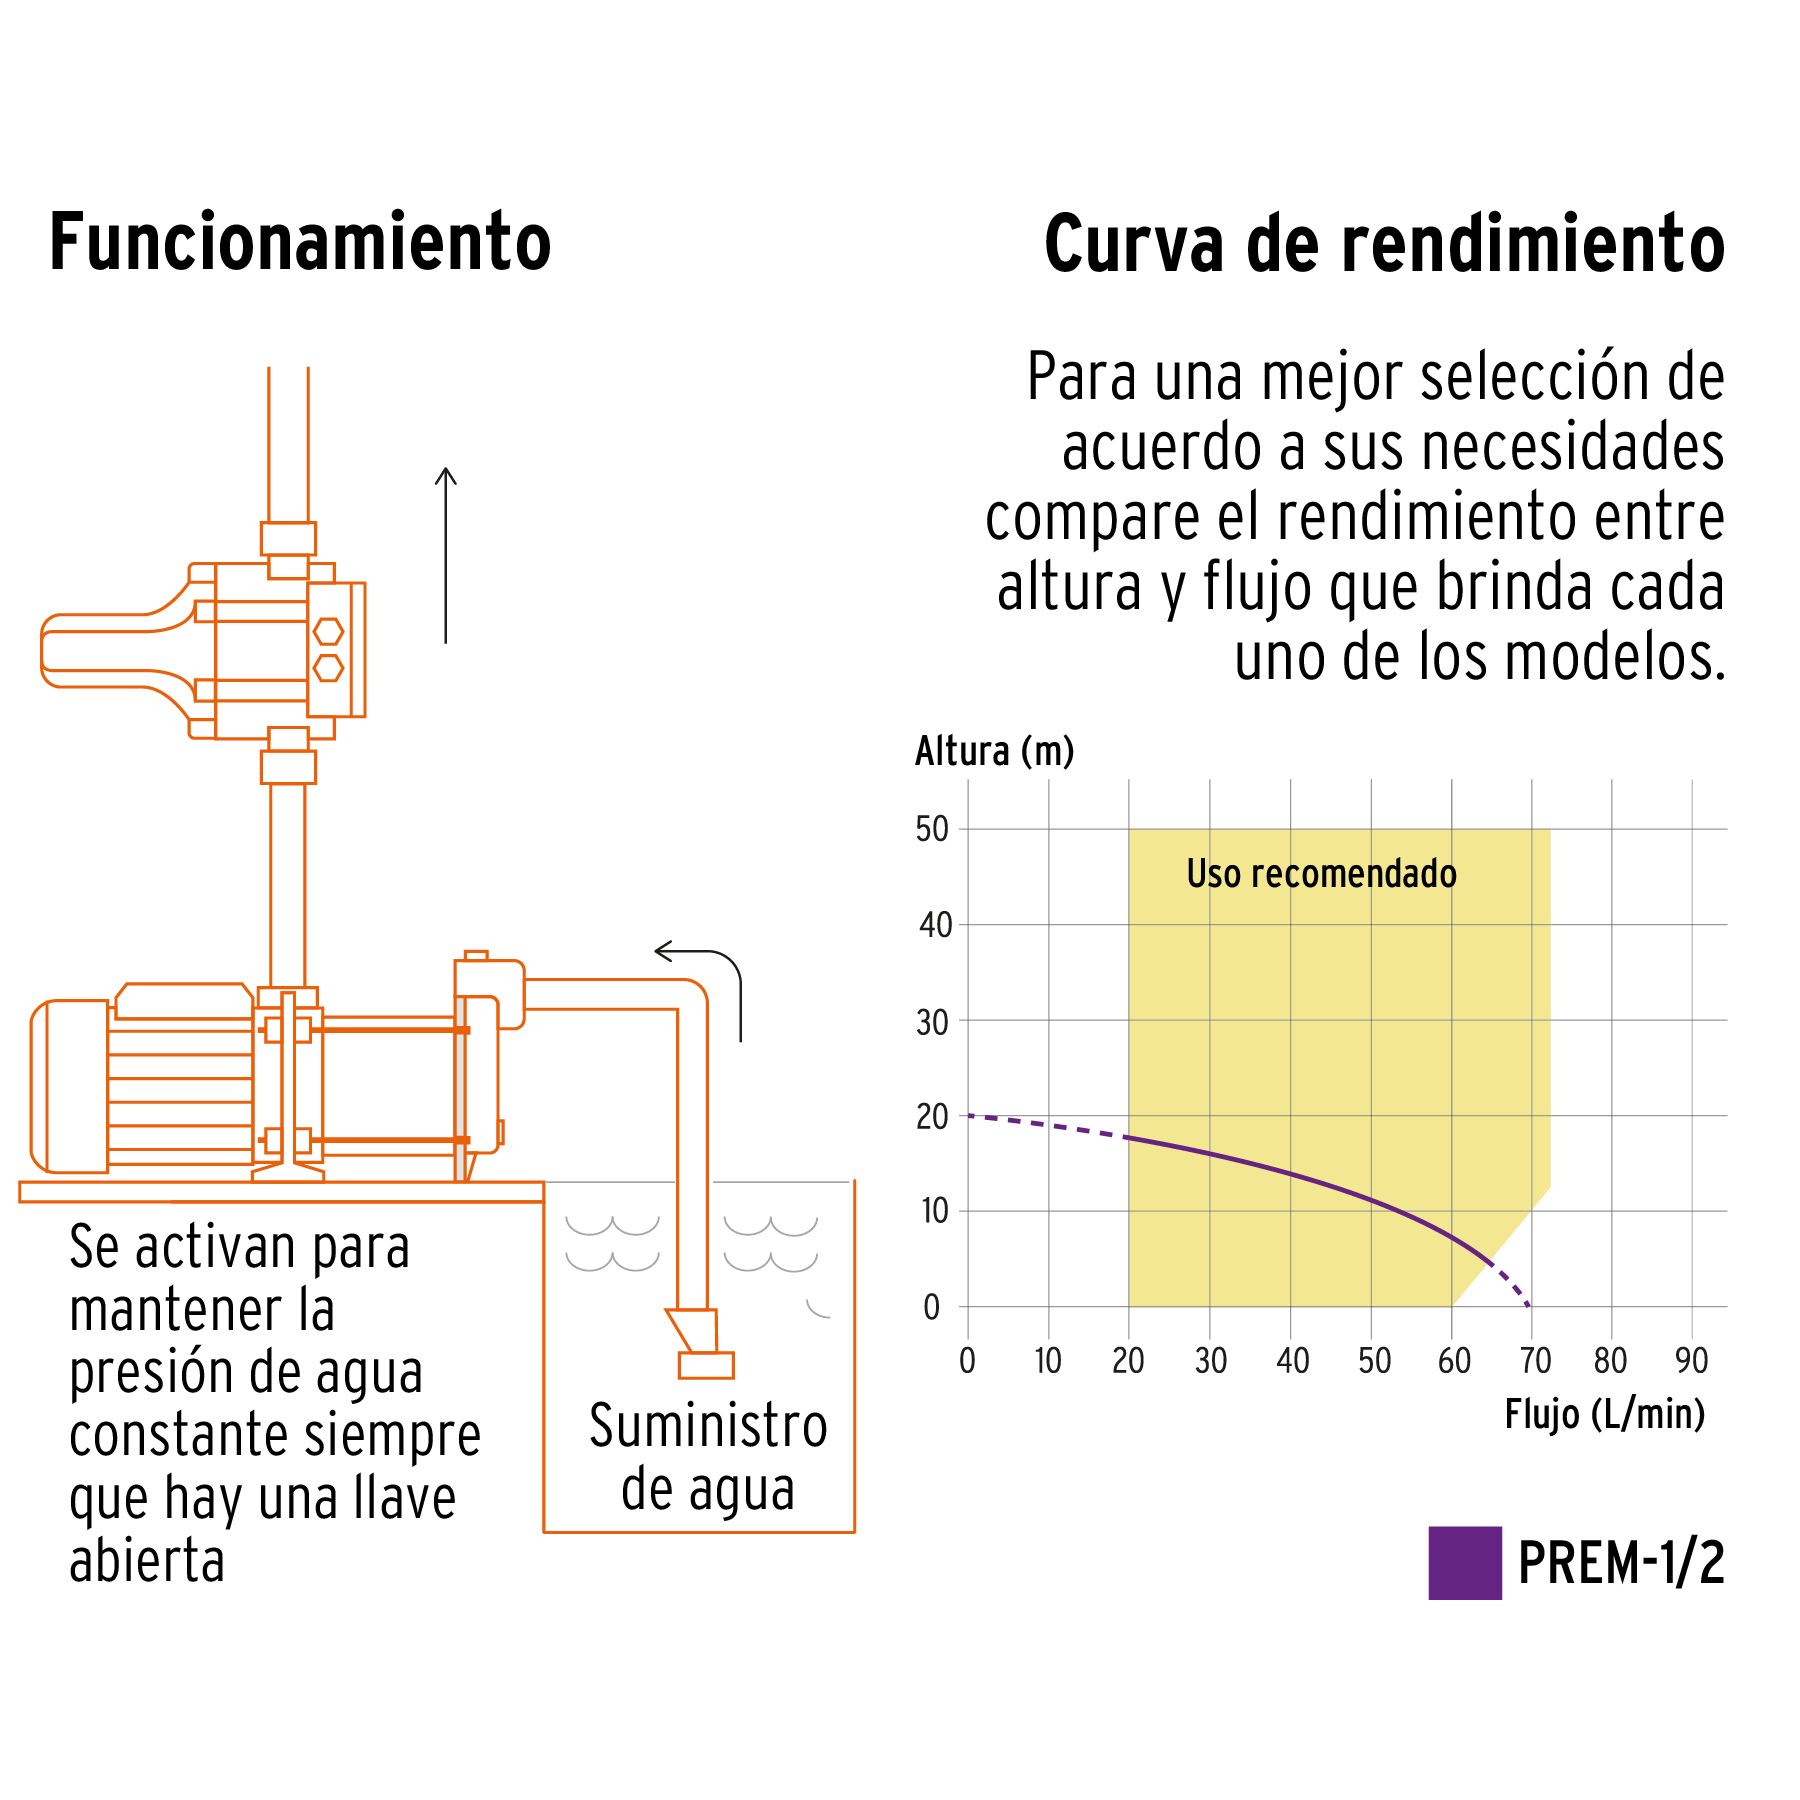 Funcionamiento
Se activan para
mantener la
presión de agua
constante siempre
que hay una llave
abierta
Suministro
de agua
Curva de rendimiento
Para una mejor selección de
acuerdo a sus necesidades
compare el rendimiento entre
altura y flujo que brinda cada
uno de los modelos.
Altura (m)
50
Uso recomendado
40
30
20
10
0
0 10 20 30 40 50 60 70 80 90
Flujo (L/min)
PREM-1/2